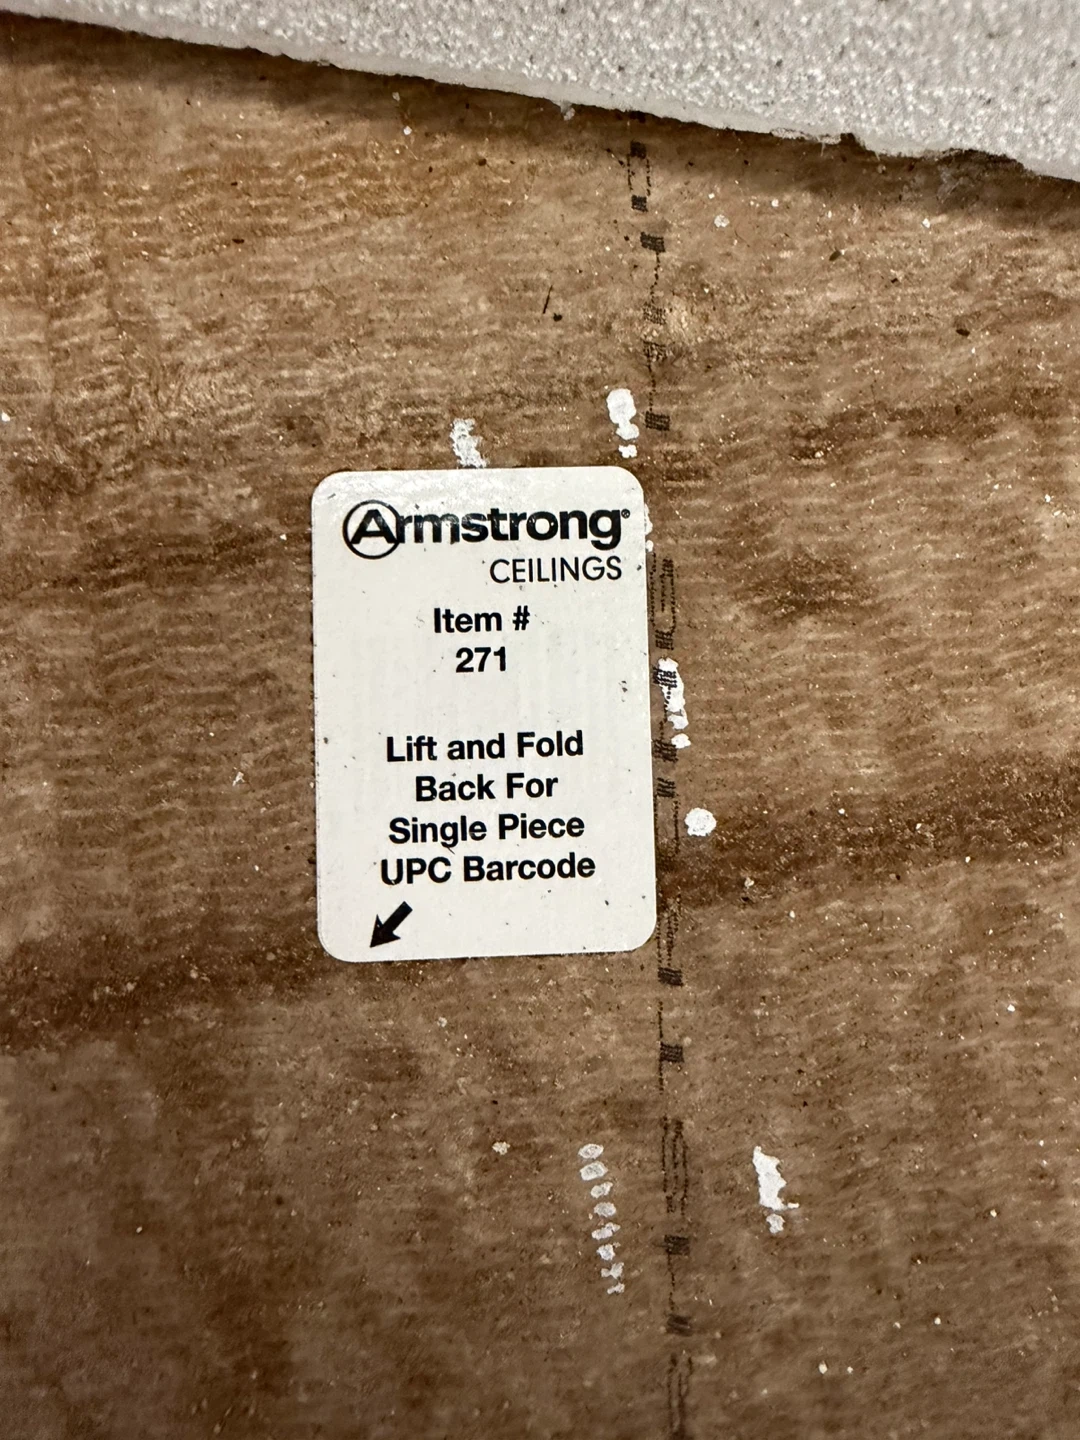 Armstrong®
CEILINGS
Item #
271
Lift and Fold
Back For
Single Piece
UPC Barcode